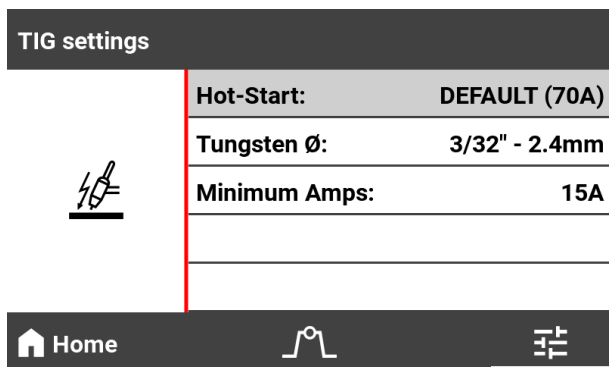 TIG settings
Hot-Start: DEFAULT (70A)
Tungsten Ø: 3/32" - 2.4mm
Minimum Amps: 15A
Home